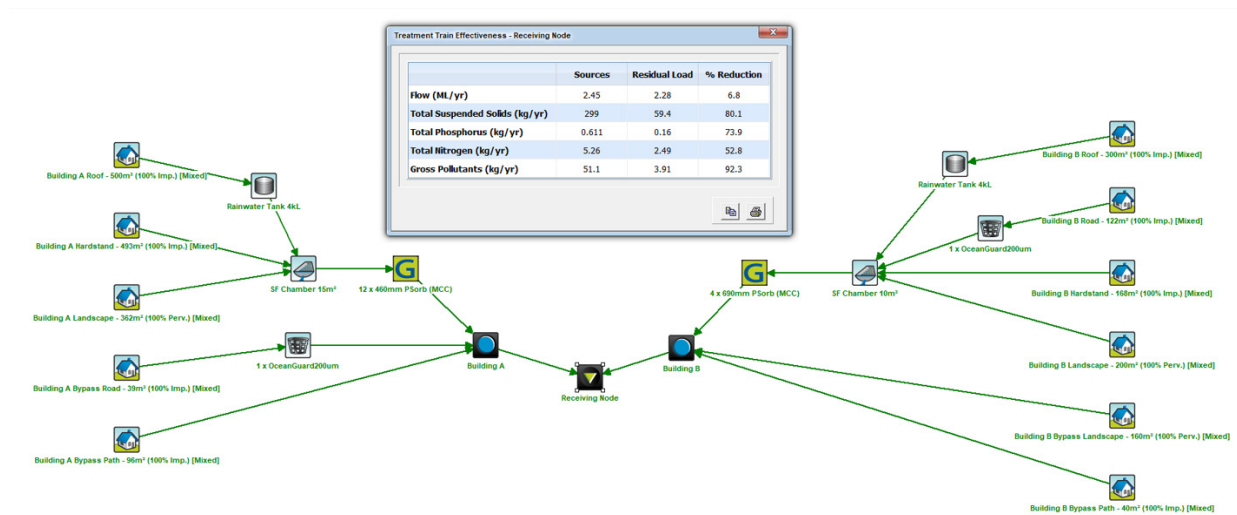 Treatment Train Effectiveness - Receiving Node
Sources Residual Load % Reduction
Flow (ML/yr) 2.45 2.28 6.8
Total Suspended Solids (kg/yr) 299 59.4 80.1
Total Phosphorus (kg/yr) 0.611 0.16 73.9
Total Nitrogen (kg/yr) 5.26 2.49 52.8
Gross Pollutants (kg/yr) 51.1 3.91 92.3
Building A Roof - 500m² (100% Imp.) [Mixed]
Rainwater Tank 4kL
Building A Hardstand - 493m² (100% Imp.) [Mixed]
SF Chamber 15m²
G
12 x 460mm PSorb (MCC)
Building A Landscape - 362m² (100% Perv.) [Mixed]
1 x OceanGuard200um
Building A Bypass Road - 39m² (100% Imp.) [Mixed]
Building A
Building A Bypass Path - 96m² (100% Imp.) [Mixed]
Receiving Node
Building B Roof - 300m² (100% Imp.) [Mixed]
Rainwater Tank 4kL
Building B Road - 122m² (100% Imp.) [Mixed]
1 x OceanGuard200um
G
4 x 690mm PSorb (MCC)
SF Chamber 10m²
Building B Hardstand - 168m² (100% Imp.) [Mixed]
Building B Landscape - 200m² (100% Perv.) [Mixed]
Building B
Building B Bypass Landscape - 160m² (100% Perv.) [Mixed]
Building B Bypass Path - 40m² (100% Imp.) [Mixed]